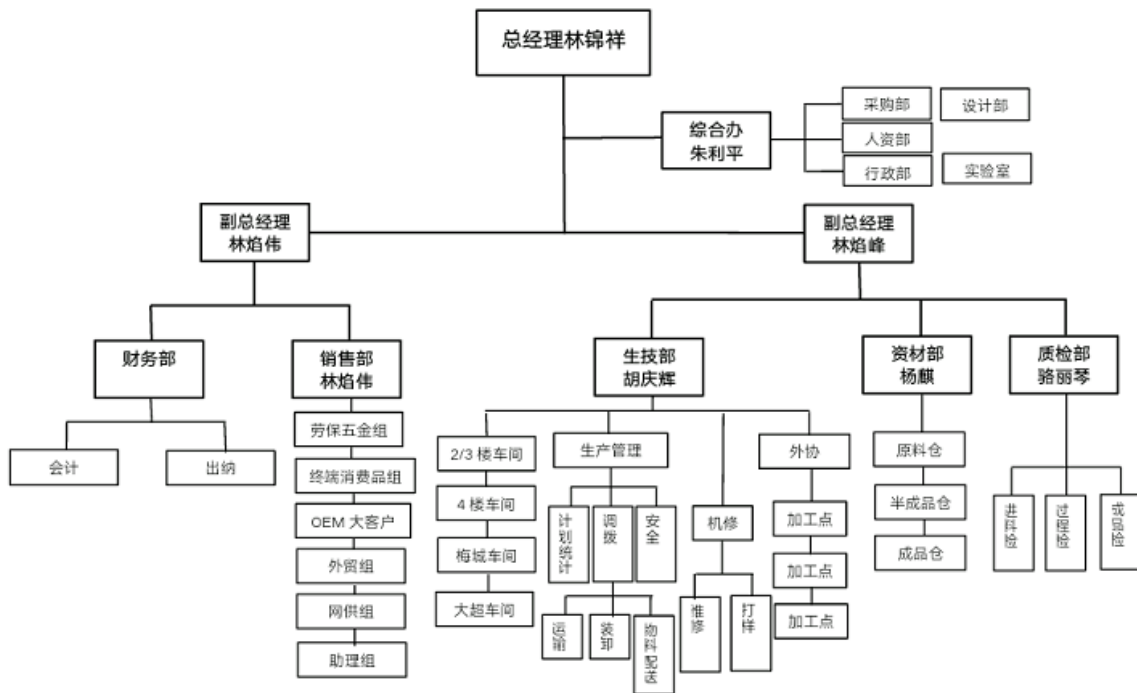 总经理林锦祥
采购部
设计部
综合办
朱利平
人资部
行政部
实验室
副总经理
林焰伟
副总经理
林焰峰
财务部
销售部
林焰伟
生技部
胡庆辉
资材部
杨麒
质检部
骆丽琴
会计
出纳
劳保五金组
终端消费品组
OEM 大客户
外贸组
网供组
助理组
2/3 楼车间
4 楼车间
梅城车间
大超车间
生产管理
计划统计
调拨
安全
运输
装卸
物料配送
机修
维修
打样
外协
加工点
加工点
加工点
原料仓
半成品仓
成品仓
进料检
过程检
成品检